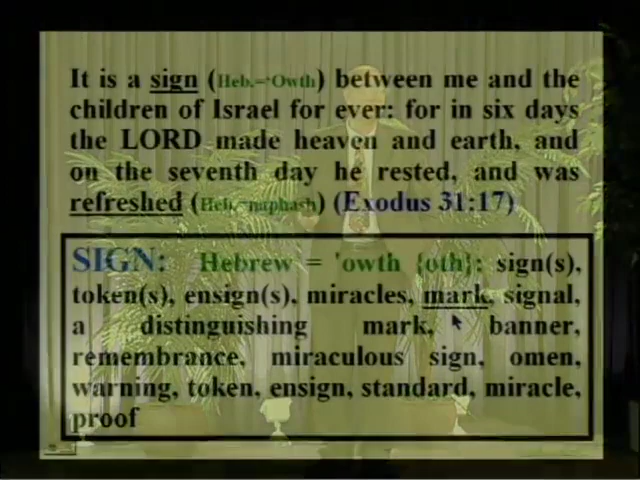 It is a sign (Heb.='Owth) between me and the
children of Israel for ever: for in six days
the LORD made heaven and earth, and
on the seventh day he rested, and was
refreshed (Heb.=naphash) (Exodus 31:17)
SIGN: Hebrew = 'owth {oth}: sign(s),
token(s), ensign(s), miracles, mark, signal,
a distinguishing mark, banner,
remembrance, miraculous sign, omen,
warning, token, ensign, standard, miracle,
proof